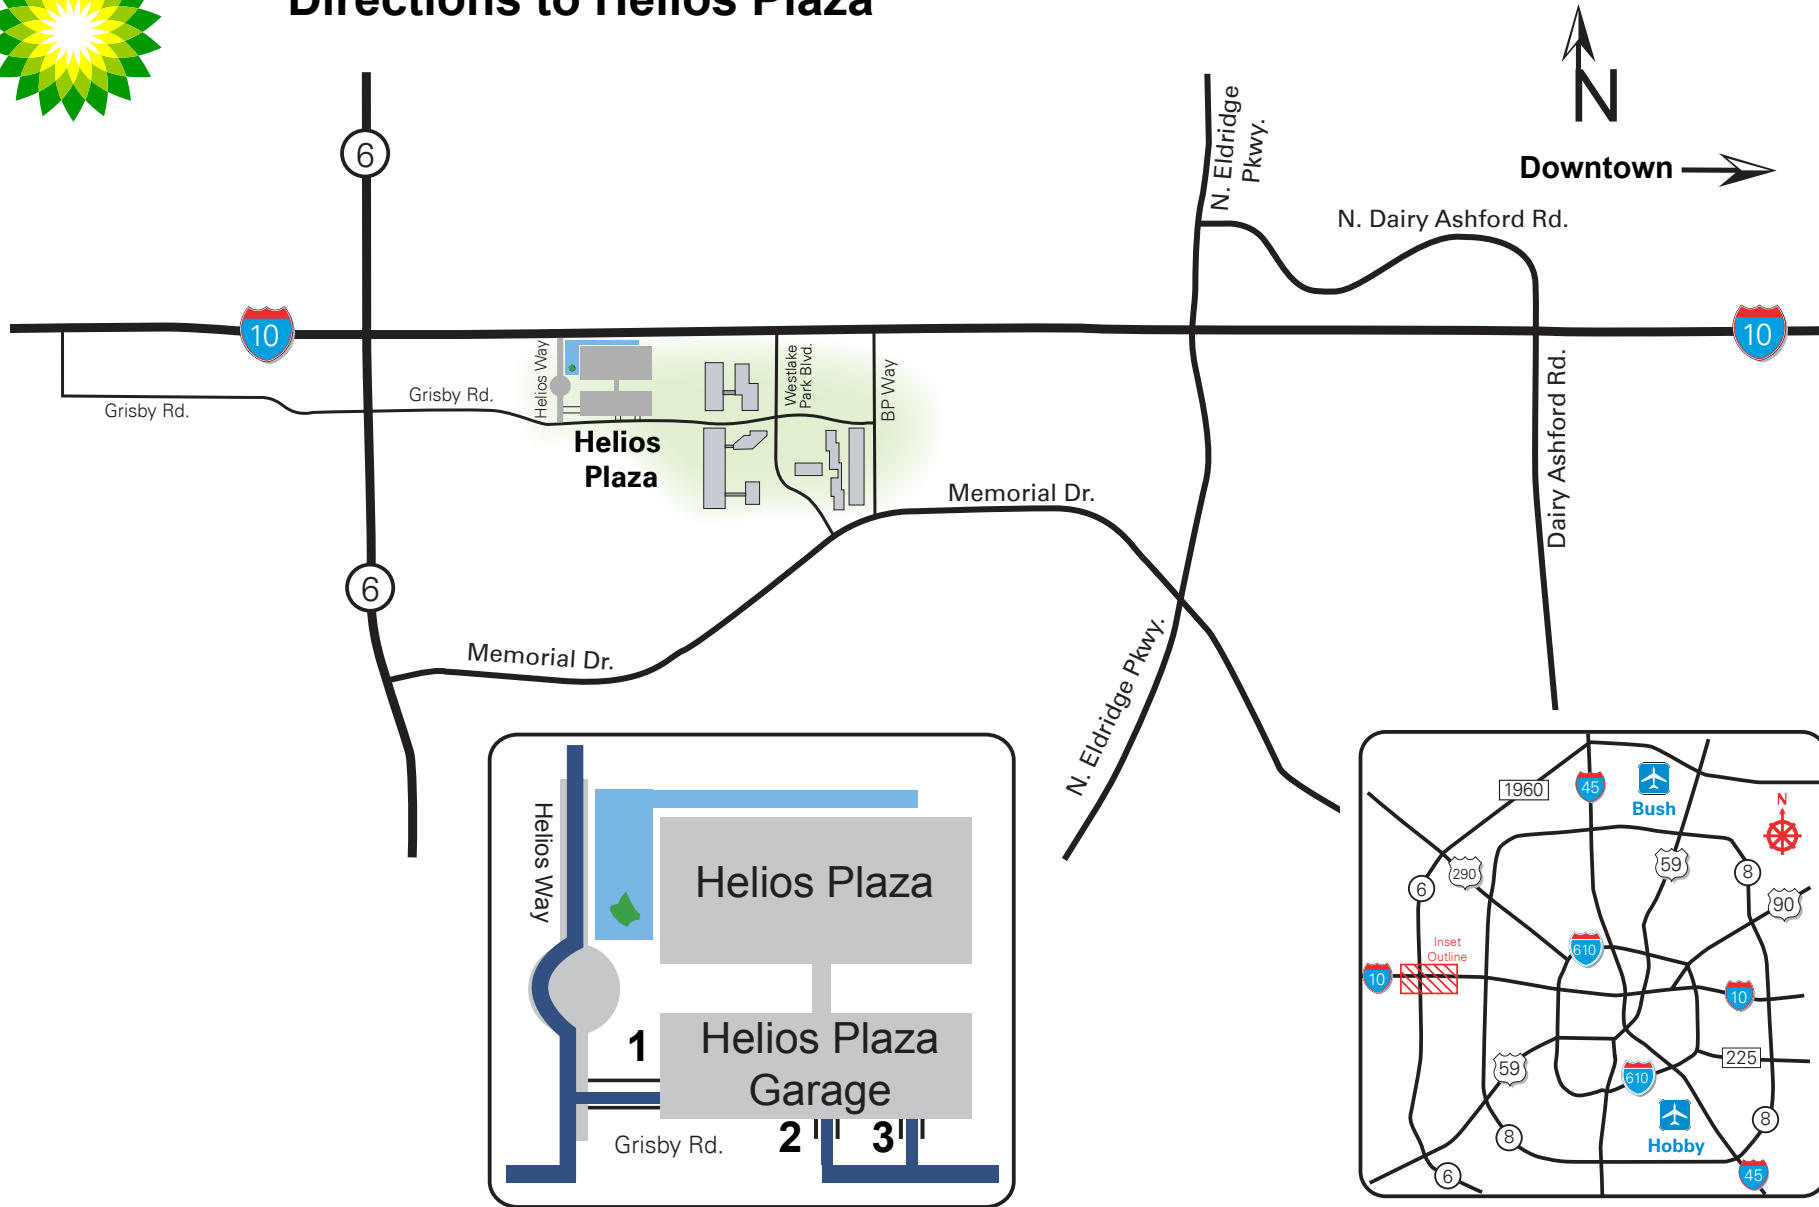 Directions to Helios Plaza
N
Downtown
6
N. Eldridge
Pkwy.
N. Dairy Ashford Rd.
10
10
Helios Way
Westlake
Park Blvd.
BP Way
Grisby Rd.
Grisby Rd.
Helios
Plaza
Dairy Ashford Rd.
Memorial Dr.
6
Memorial Dr.
N. Eldridge Pkwy.
Helios Way
Helios Plaza
1
Helios Plaza
Garage
2
3
Grisby Rd.
1960
45
Bush
N
290
59
8
6
90
Inset
Outline
610
10
10
59
610
225
8
8
Hobby
6
45